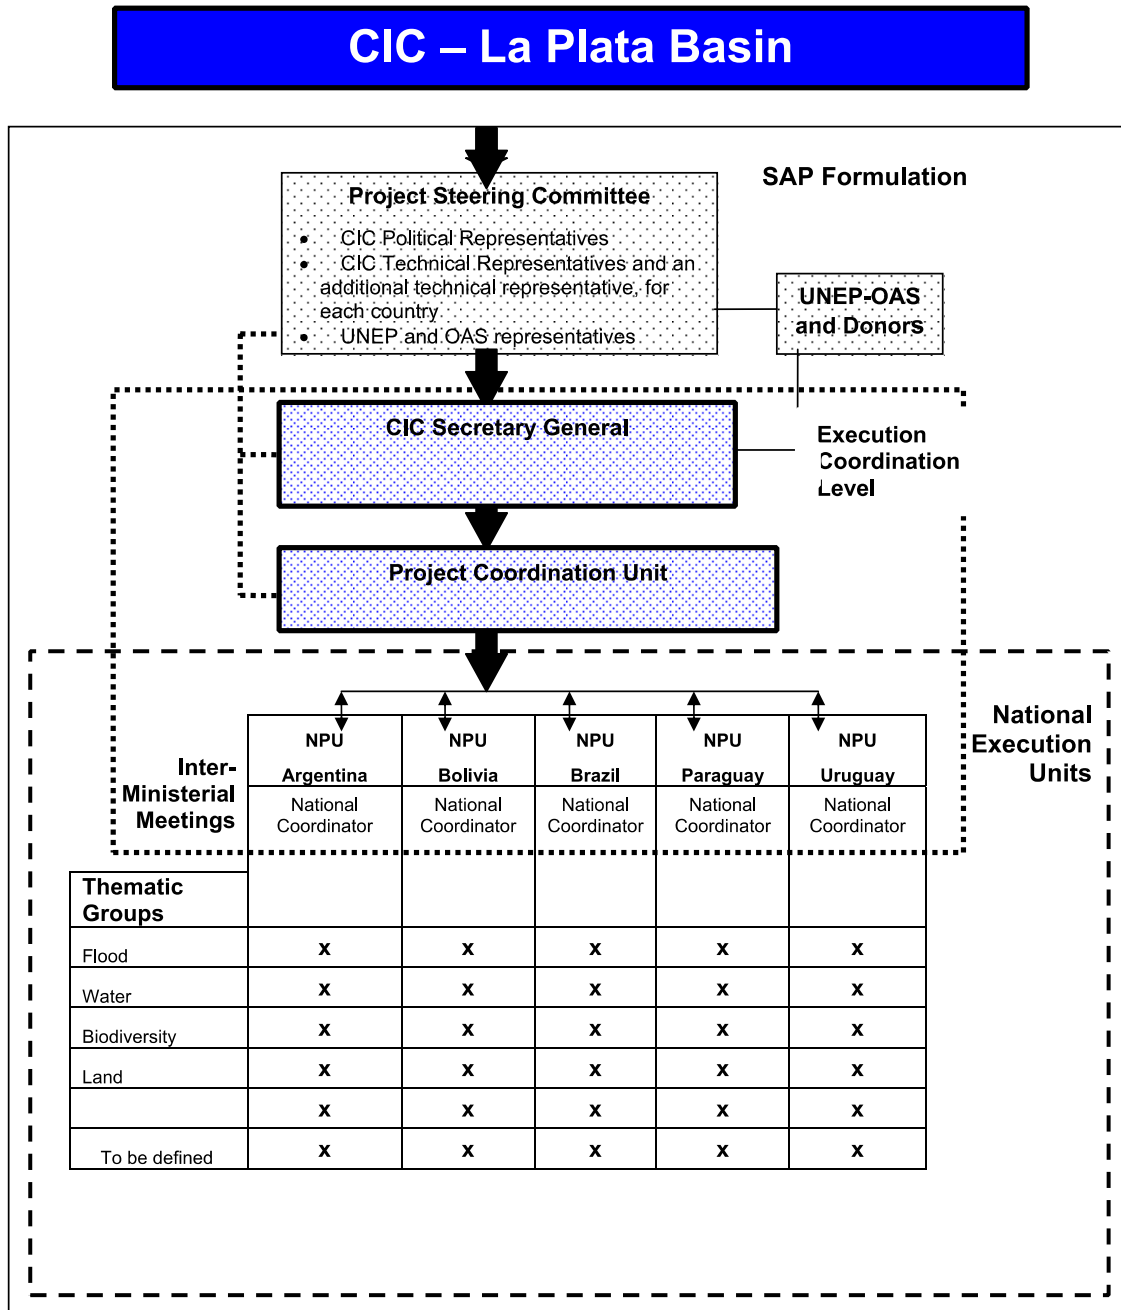 CIC – La Plata Basin
SAP Formulation
Project Steering Committee
• CIC Political Representatives
• CIC Technical Representatives and an
additional technical representative, for
each country
• UNEP and OAS representatives
UNEP-OAS
and Donors
CIC Secretary General
Execution
Coordination
Level
Project Coordination Unit
National
Execution
Units
Inter-
Ministerial
Meetings
NPU NPU NPU NPU NPU
Argentina Bolivia Brazil Paraguay Uruguay
National National National National National
Coordinator Coordinator Coordinator Coordinator Coordinator
Thematic
Groups
Flood x x x x x
Water x x x x x
Biodiversity x x x x x
Land x x x x x
x x x x x
To be defined x x x x x